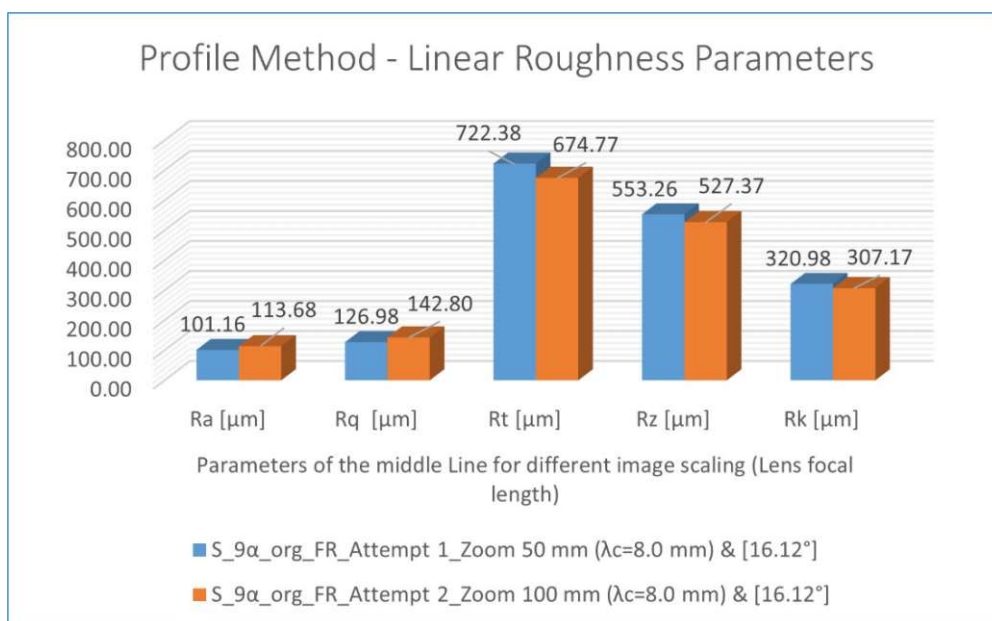 Profile Method - Linear Roughness Parameters
800.00
700.00
600.00
500.00
400.00
300.00
200.00
100.00
0.00
101.16
113.68
126.98
142.80
722.38
674.77
553.26
527.37
320.98
307.17
Ra [µm]
Rq [µm]
Rt [µm]
Rz [µm]
Rk [µm]
Parameters of the middle Line for different image scaling (Lens focal
length)
S_9α_org_FR_Attempt 1_Zoom 50 mm (λc=8.0 mm) & [16.12°]
S_9α_org_FR_Attempt 2_Zoom 100 mm (λc=8.0 mm) & [16.12°]